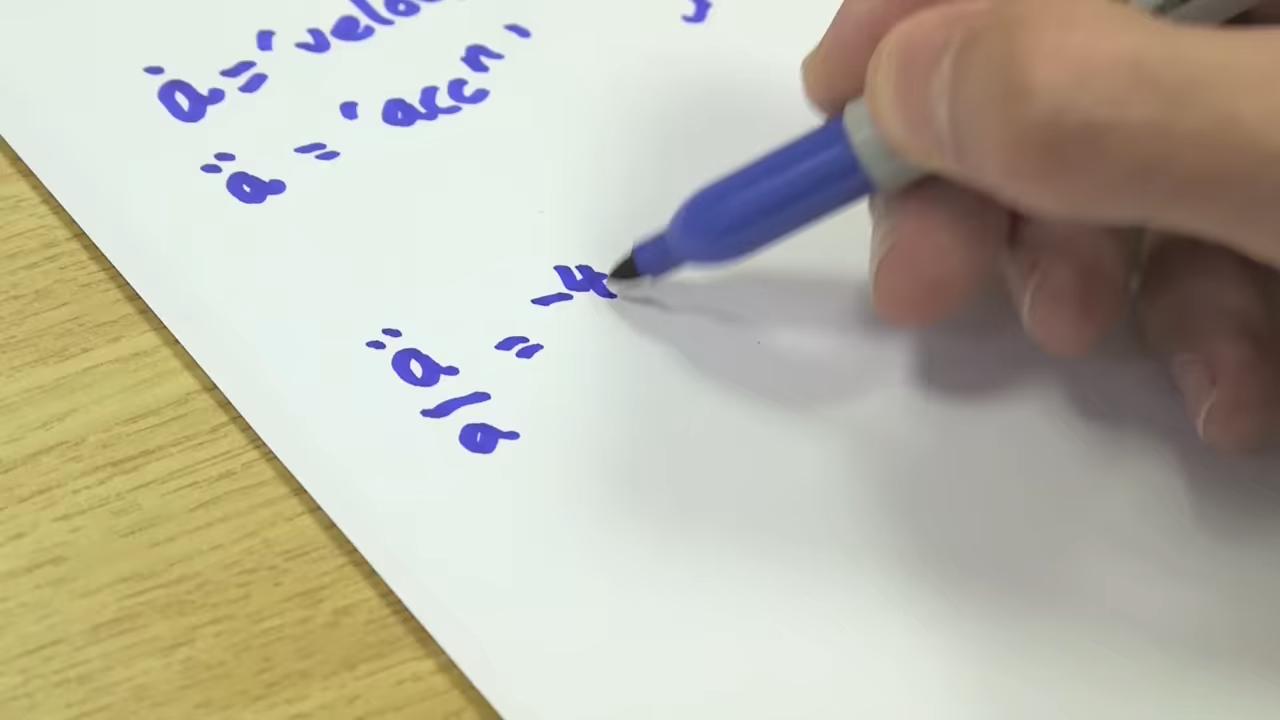 ȧ = 'velo
ä = 'accⁿ'
ä/a = -4